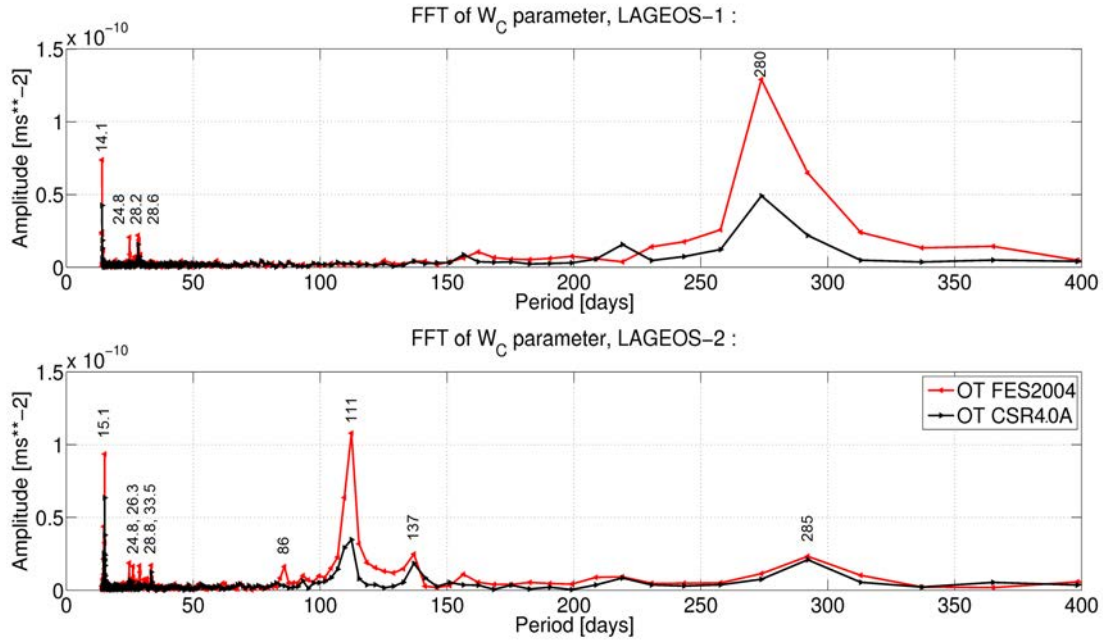 FFT of W_C parameter, LAGEOS−1 :
x 10^−10
Amplitude [ms**−2]
1.5
1
0.5
0
14.1
24.8
28.2
28.6
280
0 50 100 150 200 250 300 350 400
Period [days]
FFT of W_C parameter, LAGEOS−2 :
x 10^−10
Amplitude [ms**−2]
1.5
1
0.5
0
15.1
24.8, 26.3
28.8, 33.5
86
111
137
285
OT FES2004
OT CSR4.0A
0 50 100 150 200 250 300 350 400
Period [days]